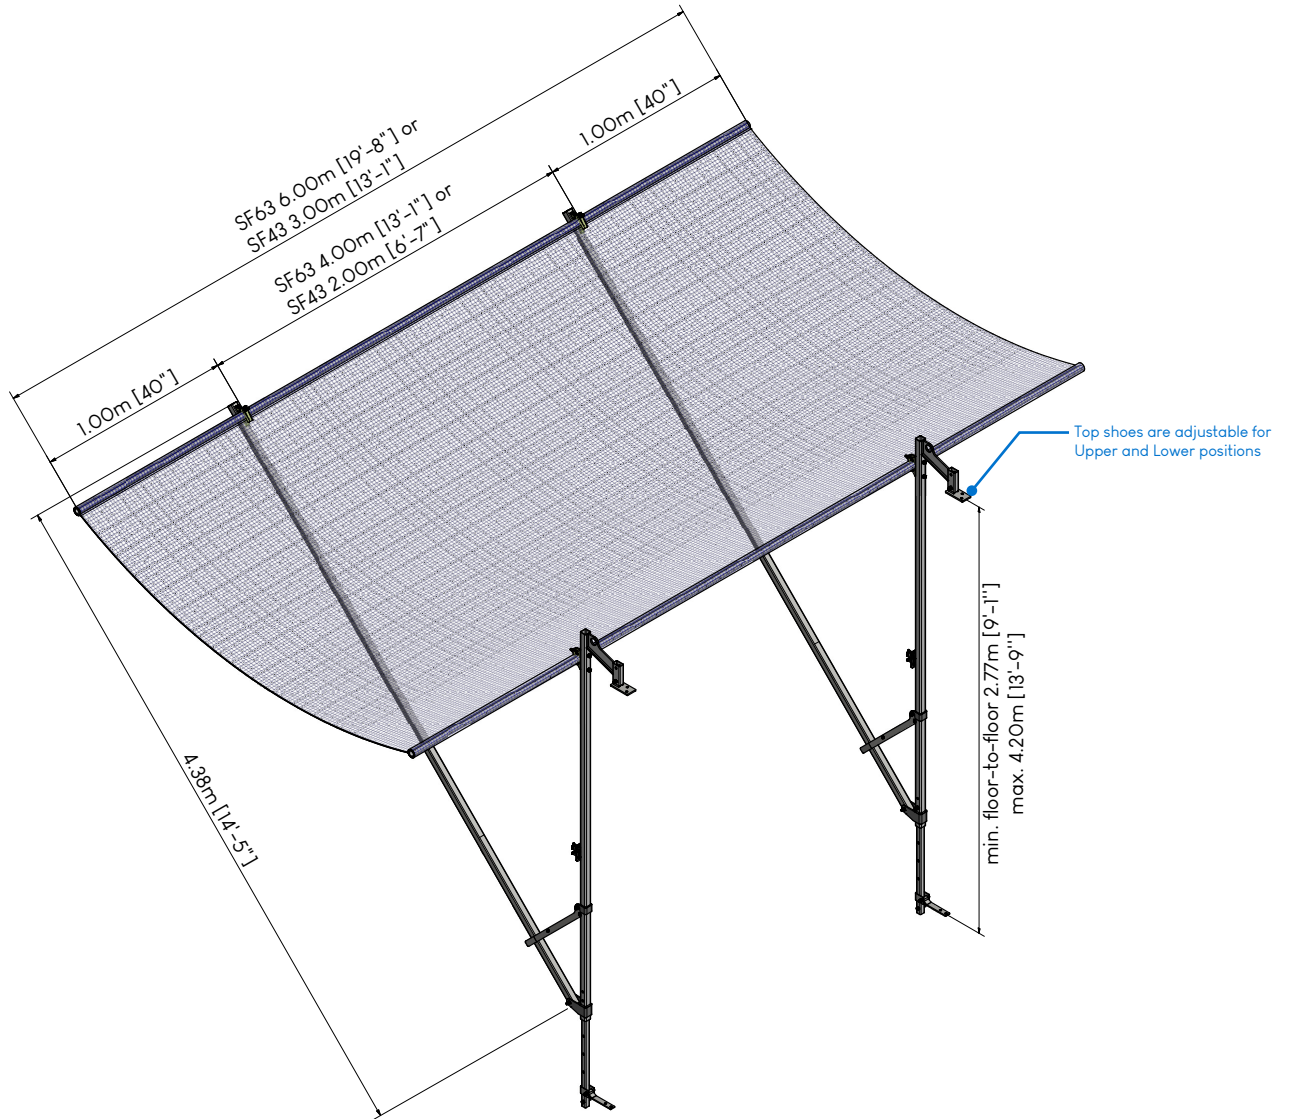 SF63 6.00m [19'-8"] or
SF43 3.00m [13'-1"]
1.00m [40"]
SF63 4.00m [13'-1"] or
SF43 2.00m [6'-7"]
1.00m [40"]
Top shoes are adjustable for
Upper and Lower positions
min. floor-to-floor 2.77m [9'-1"]
max. 4.20m [13'-9"]
4.38m [14'-5"]